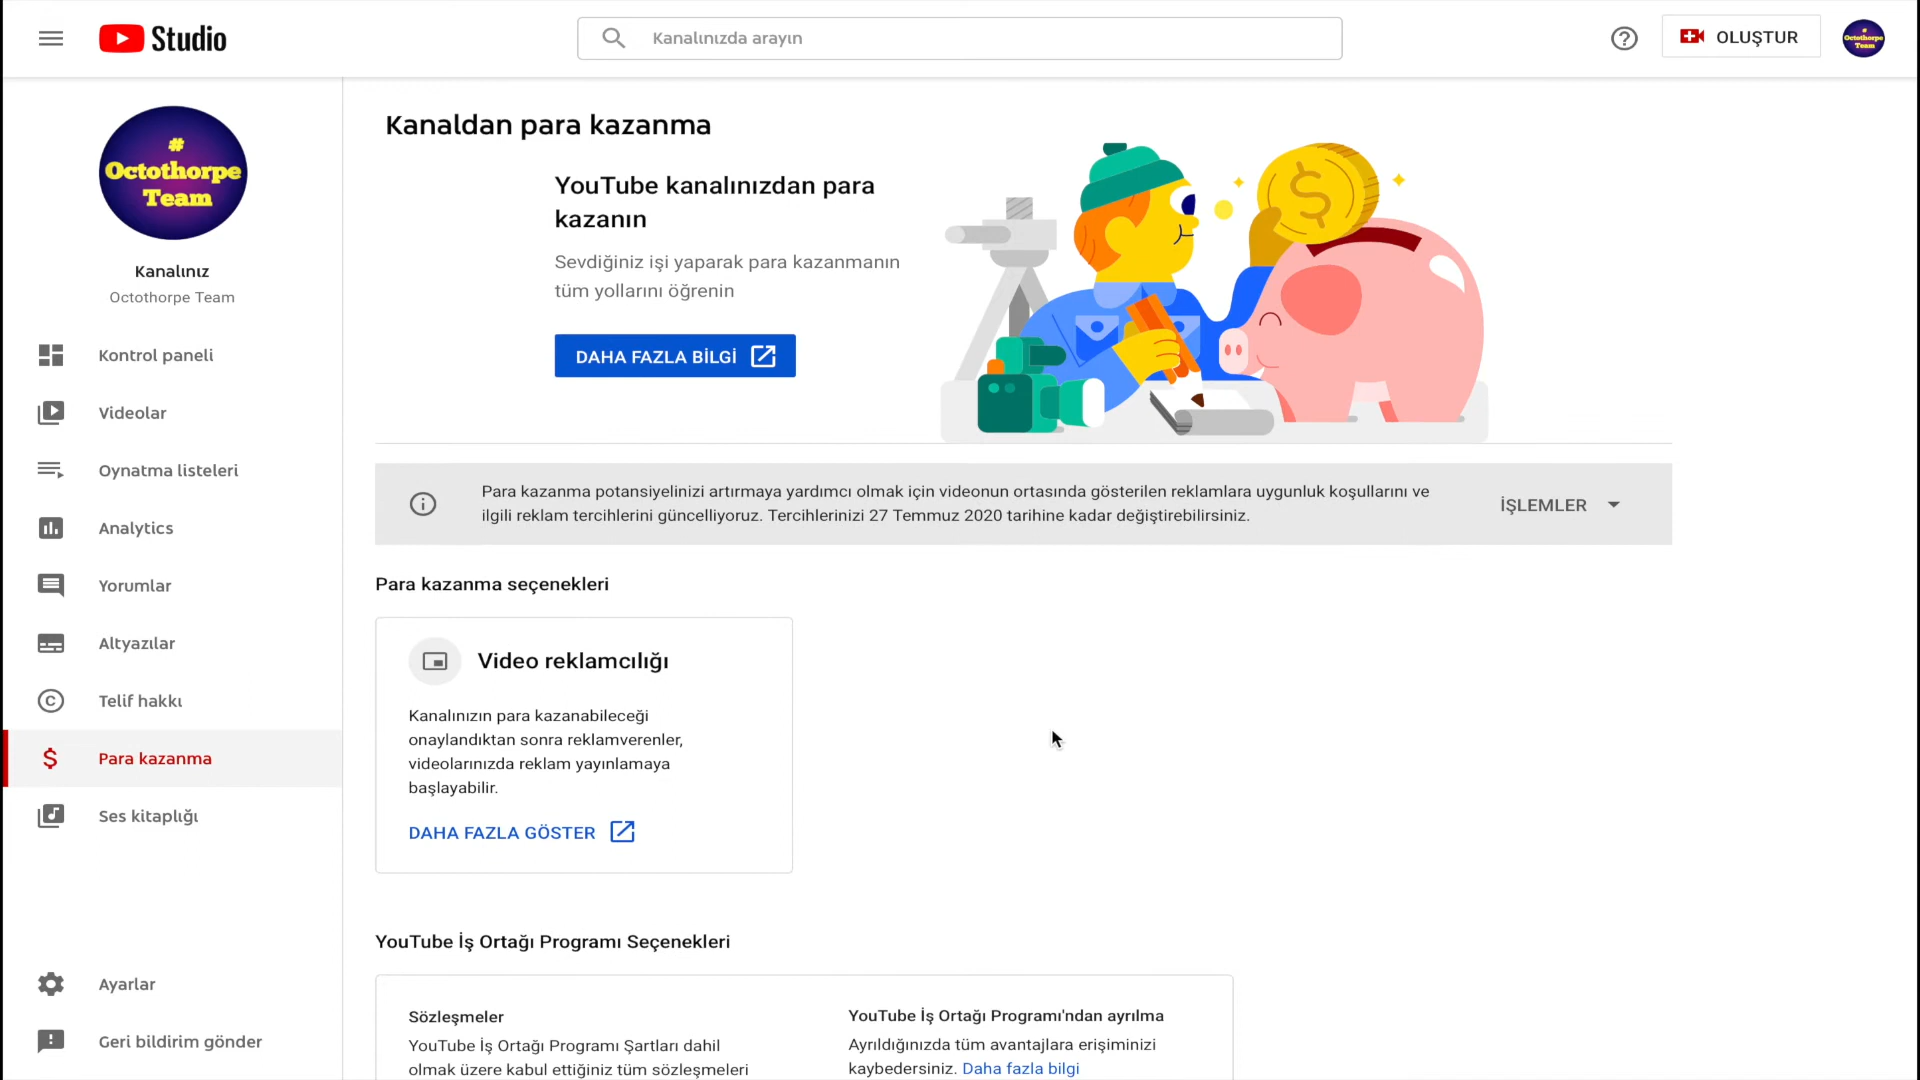 Studio
Kanalınızda arayın
OLUŞTUR
Octothorpe
Team
#
Octothorpe
Team
Kanalınız
Octothorpe Team
Kontrol paneli
Videolar
Oynatma listeleri
Analytics
Yorumlar
Altyazılar
Telif hakkı
Para kazanma
Ses kitaplığı
Ayarlar
Geri bildirim gönder
Kanaldan para kazanma
YouTube kanalınızdan para
kazanın
Sevdiğiniz işi yaparak para kazanmanın
tüm yollarını öğrenin
DAHA FAZLA BİLGİ
Para kazanma potansiyelinizi artırmaya yardımcı olmak için videonun ortasında gösterilen reklamlara uygunluk koşullarını ve
ilgili reklam tercihlerini güncelliyoruz. Tercihlerinizi 27 Temmuz 2020 tarihine kadar değiştirebilirsiniz.
İŞLEMLER
Para kazanma seçenekleri
Video reklamcılığı
Kanalınızın para kazanabileceği
onaylandıktan sonra reklamverenler,
videolarınızda reklam yayınlamaya
başlayabilir.
DAHA FAZLA GÖSTER
YouTube İş Ortağı Programı Seçenekleri
Sözleşmeler
YouTube İş Ortağı Programı Şartları dahil
olmak üzere kabul ettiğiniz tüm sözleşmeleri
YouTube İş Ortağı Programı'ndan ayrılma
Ayrıldığınızda tüm avantajlara erişiminizi
kaybedersiniz. Daha fazla bilgi